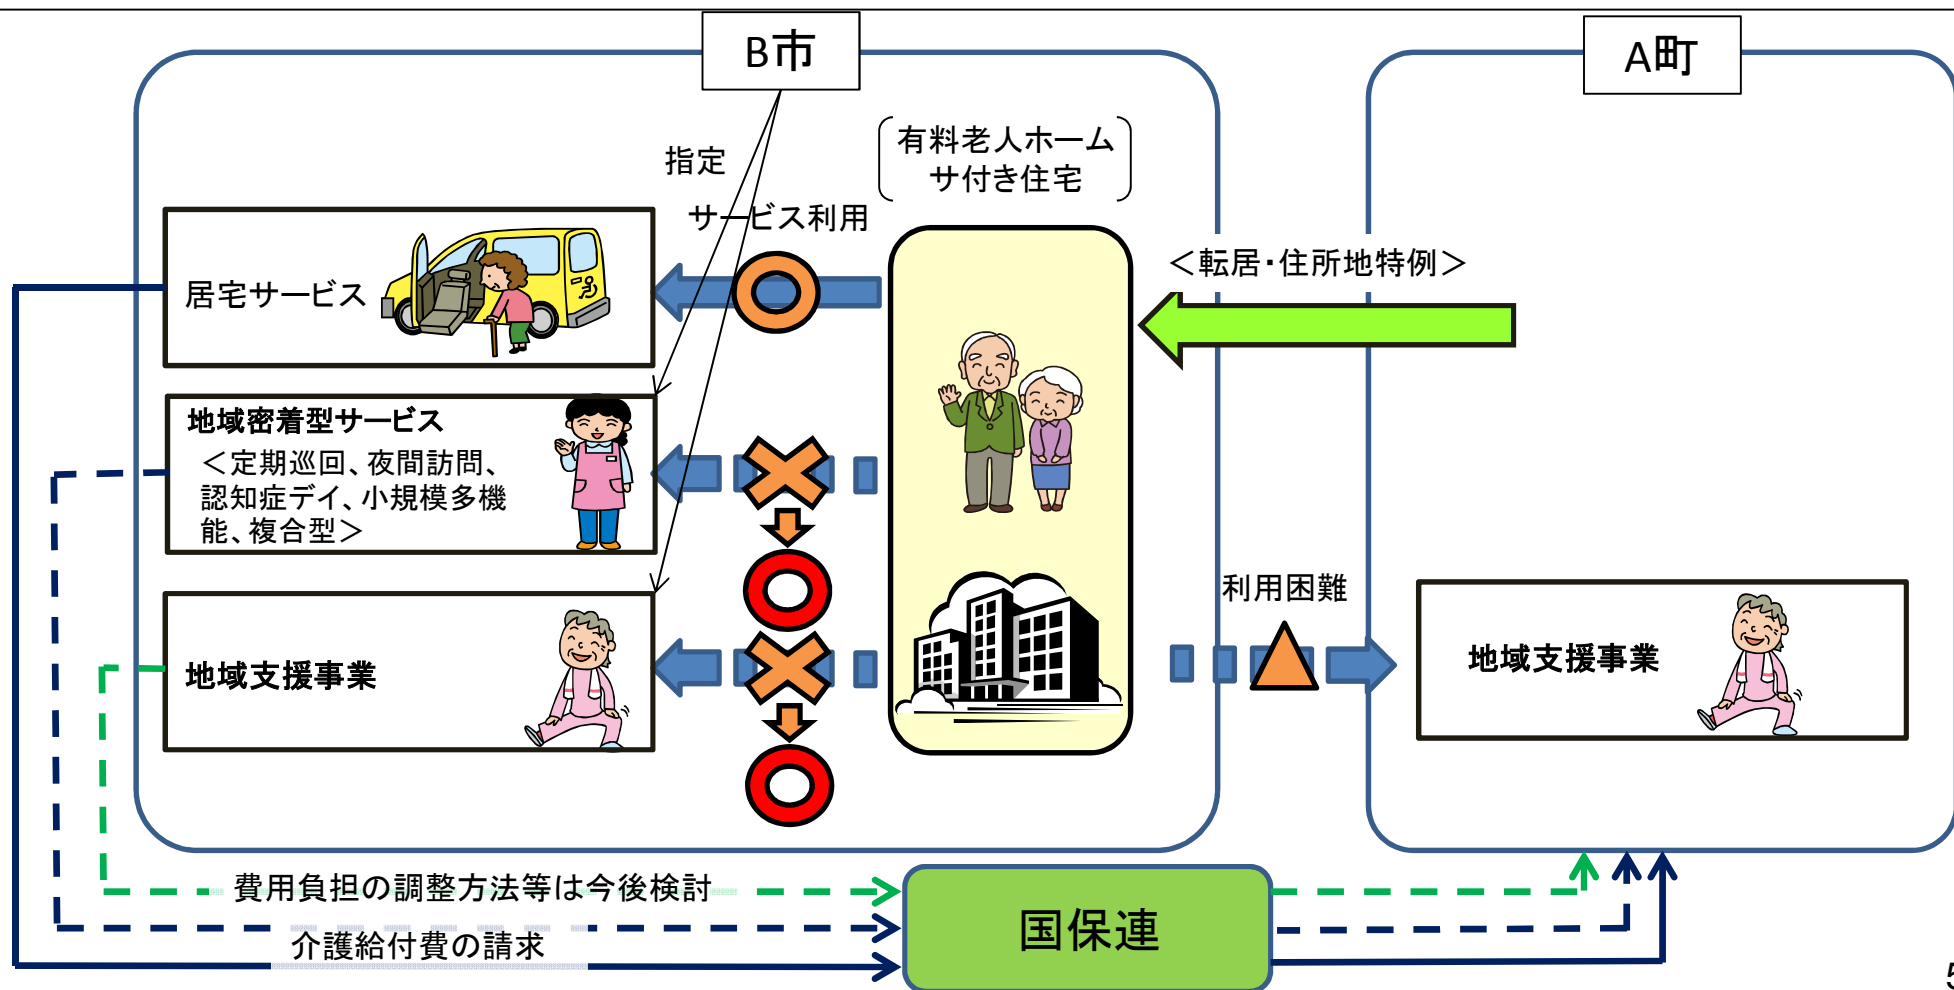 B市
A町
有料老人ホーム
サ付き住宅
指定
サービス利用
＜転居・住所地特例＞
居宅サービス
地域密着型サービス
＜定期巡回、夜間訪問、
認知症デイ、小規模多機
能、複合型＞
利用困難
地域支援事業
地域支援事業
費用負担の調整方法等は今後検討
介護給付費の請求
国保連